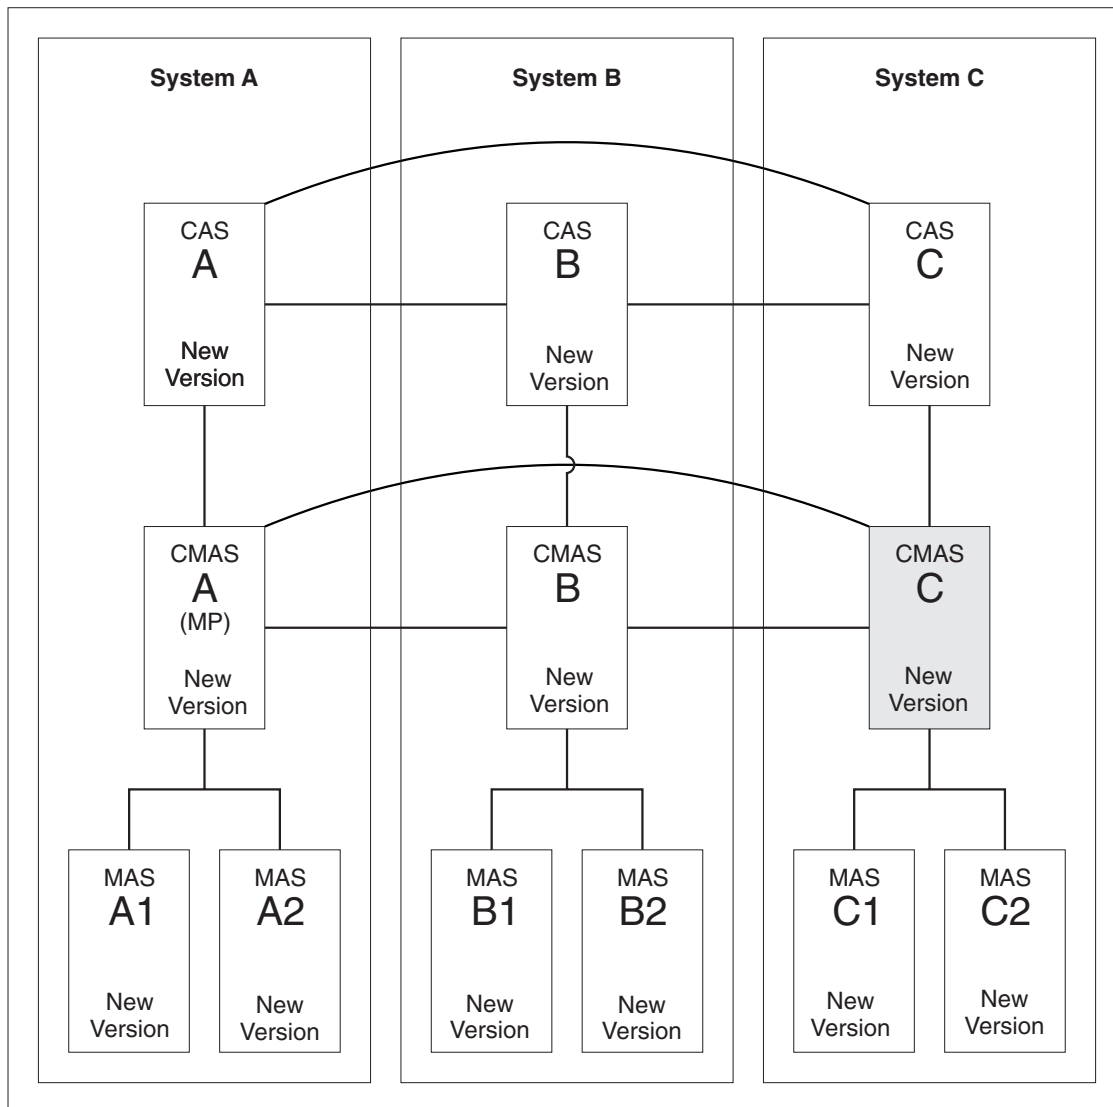 System A
System B
System C
CAS
A
New
Version
CAS
B
New
Version
CAS
C
New
Version
CMAS
A
(MP)
New
Version
CMAS
B
New
Version
CMAS
C
New
Version
MAS
A1
New
Version
MAS
A2
New
Version
MAS
B1
New
Version
MAS
B2
New
Version
MAS
C1
New
Version
MAS
C2
New
Version